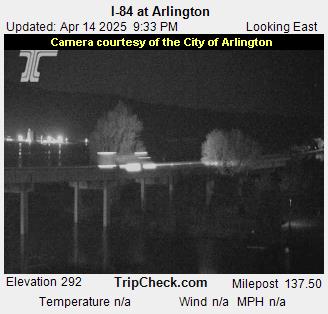 I-84 at Arlington
Updated: Apr 14 2025 9:33 PM Looking East
Camera courtesy of the City of Arlington
Elevation 292 TripCheck.com Milepost 137.50
Temperature n/a Wind n/a MPH n/a